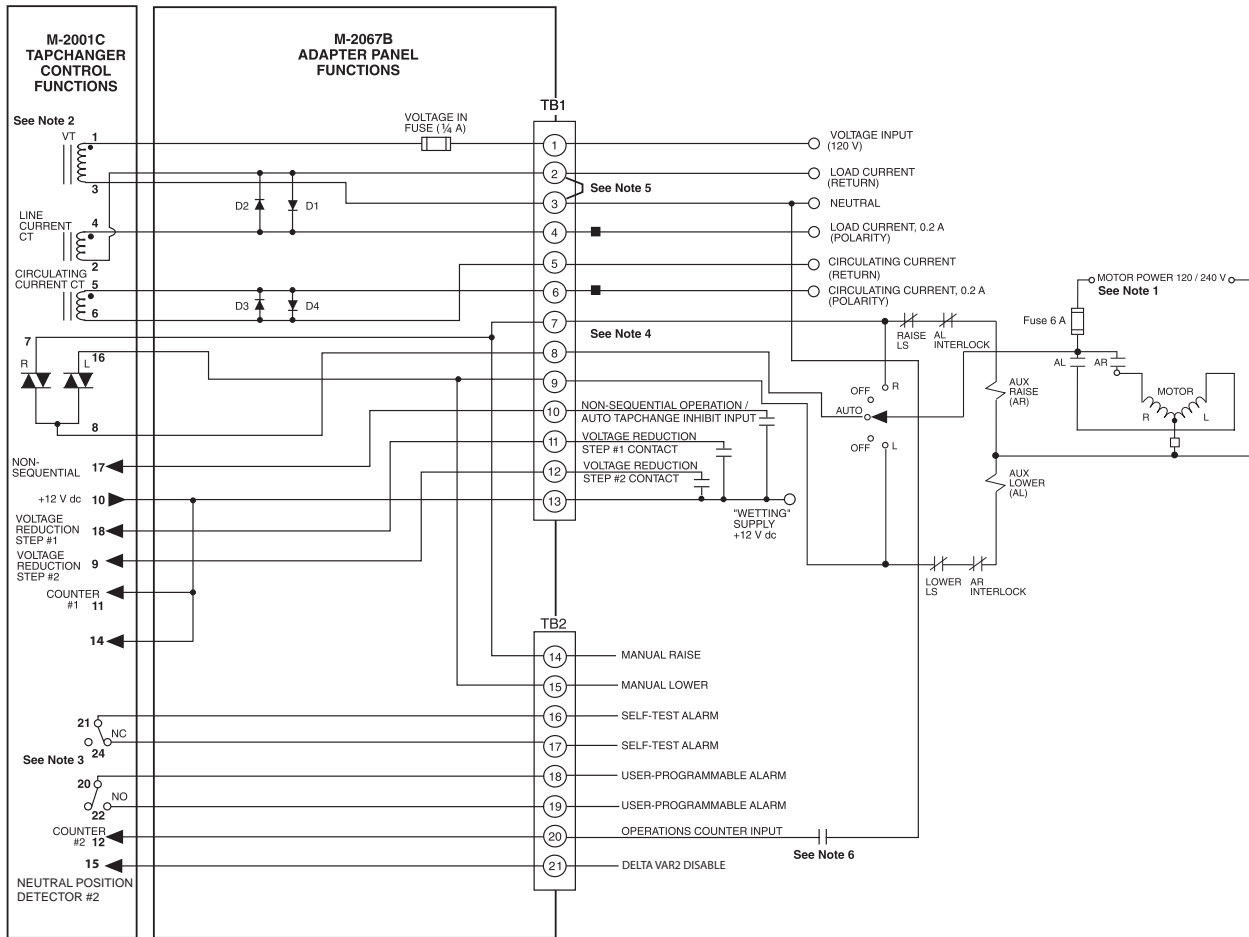 M-2001C
TAPCHANGER
CONTROL
FUNCTIONS
M-2067B
ADAPTER PANEL
FUNCTIONS
TB1
See Note 2
VT
1
3
VOLTAGE IN
FUSE (¼ A)
1
VOLTAGE INPUT
(120 V)
2
LOAD CURRENT
(RETURN)
See Note 5
3
NEUTRAL
D2
D1
LINE
CURRENT
CT
4
2
4
LOAD CURRENT, 0.2 A
(POLARITY)
5
CIRCULATING CURRENT
(RETURN)
CIRCULATING
CURRENT CT
5
6
D3
D4
6
CIRCULATING CURRENT, 0.2 A
(POLARITY)
MOTOR POWER 120 / 240 V
See Note 1
Fuse 6 A
7
See Note 4
RAISE
LS
AL
INTERLOCK
7
R
L
16
8
8
9
AL
AR
MOTOR
R
L
AUX
RAISE
(AR)
OFF
R
AUTO
OFF
L
10
NON-SEQUENTIAL OPERATION /
AUTO TAPCHANGE INHIBIT INPUT
11
VOLTAGE REDUCTION
STEP #1 CONTACT
12
VOLTAGE REDUCTION
STEP #2 CONTACT
13
"WETTING"
SUPPLY
+12 V dc
AUX
LOWER
(AL)
LOWER
LS
AR
INTERLOCK
NON-
SEQUENTIAL
17
+12 V dc
10
VOLTAGE
REDUCTION
STEP #1
18
VOLTAGE
REDUCTION
STEP #2
9
COUNTER
#1
11
14
TB2
14
MANUAL RAISE
15
MANUAL LOWER
21
NC
24
See Note 3
16
SELF-TEST ALARM
17
SELF-TEST ALARM
20
NO
22
18
USER-PROGRAMMABLE ALARM
19
USER-PROGRAMMABLE ALARM
COUNTER
#2
12
20
OPERATIONS COUNTER INPUT
See Note 6
15
21
DELTA VAR2 DISABLE
NEUTRAL POSITION
DETECTOR #2